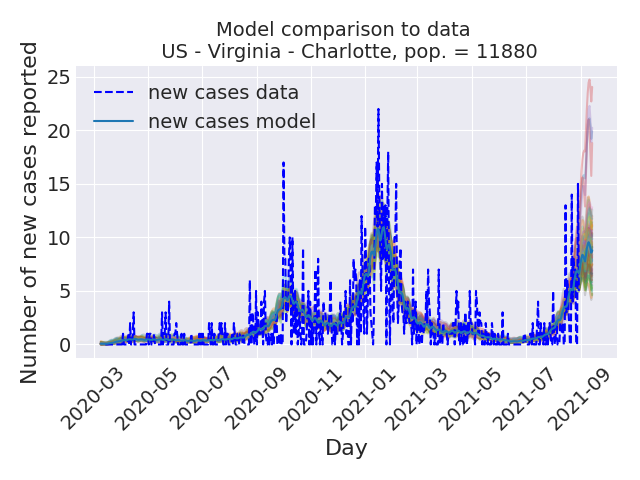 Model comparison to data
US - Virginia - Charlotte, pop. = 11880
Number of new cases reported
25
20
15
10
5
0
new cases data
new cases model
2020-03
2020-05
2020-07
2020-09
2020-11
2021-01
2021-03
2021-05
2021-07
2021-09
Day